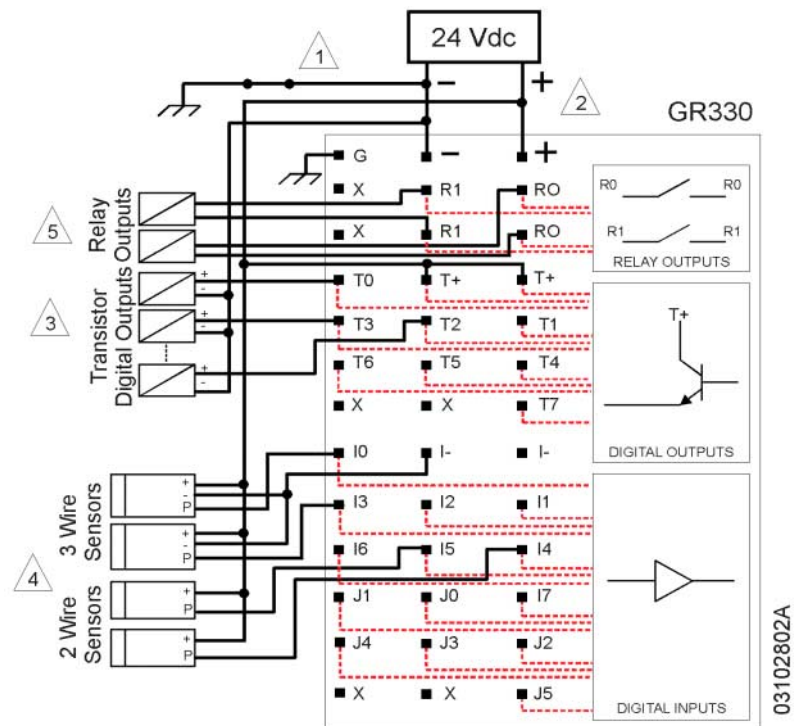 24 Vdc
1
- +
2
GR330
G - +
X R1 RO
X R1 RO
R0 R0
R1 R1
RELAY OUTPUTS
5
Relay
Outputs
T0 T+ T+
T3 T2 T1
T6 T5 T4
X X T7
T+
DIGITAL OUTPUTS
3
Transistor
Digital Outputs
+
-
+
-
+
-
I0 I- I-
I3 I2 I1
I6 I5 I4
J1 J0 I7
J4 J3 J2
X X J5
DIGITAL INPUTS
4
3 Wire
Sensors
+
-
P
+
-
P
2 Wire
Sensors
+
P
+
P
03102802A